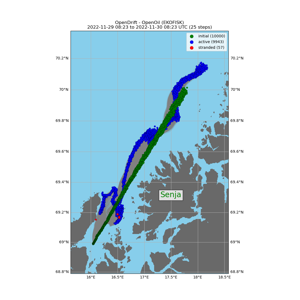 OpenDrift - OpenOil (EKOFISK)
2022-11-29 08:23 to 2022-11-30 08:23 UTC (25 steps)
initial (10000)
active (9943)
stranded (57)
70.2°N
70.2°N
70°N
70°N
69.8°N
69.8°N
69.6°N
69.6°N
69.4°N
69.4°N
Senja
69.2°N
69.2°N
69°N
69°N
68.8°N
68.8°N
16°E
16.5°E
17°E
17.5°E
18°E
18.5°E